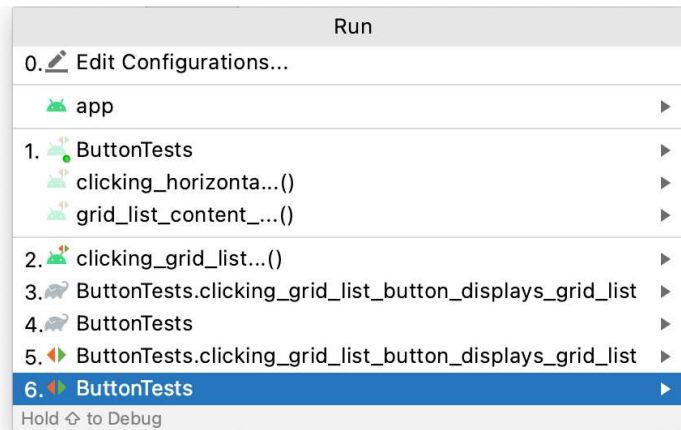 Run
0. Edit Configurations...
app
1. ButtonTests
clicking_horizonta...()
grid_list_content_...()
2. clicking_grid_list...()
3. ButtonTests.clicking_grid_list_button_displays_grid_list
4. ButtonTests
5. ButtonTests.clicking_grid_list_button_displays_grid_list
6. ButtonTests
Hold ⇧ to Debug